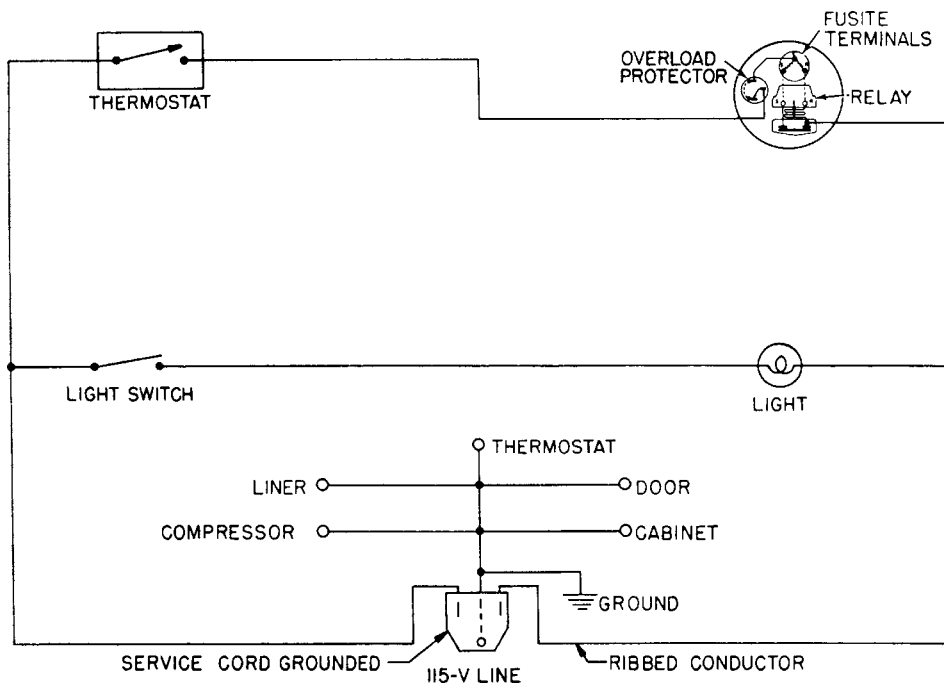 FUSITE
TERMINALS
OVERLOAD
PROTECTOR
RELAY
THERMOSTAT
LIGHT SWITCH
LIGHT
THERMOSTAT
LINER
DOOR
COMPRESSOR
CABINET
GROUND
SERVICE CORD GROUNDED
RIBBED CONDUCTOR
115-V LINE